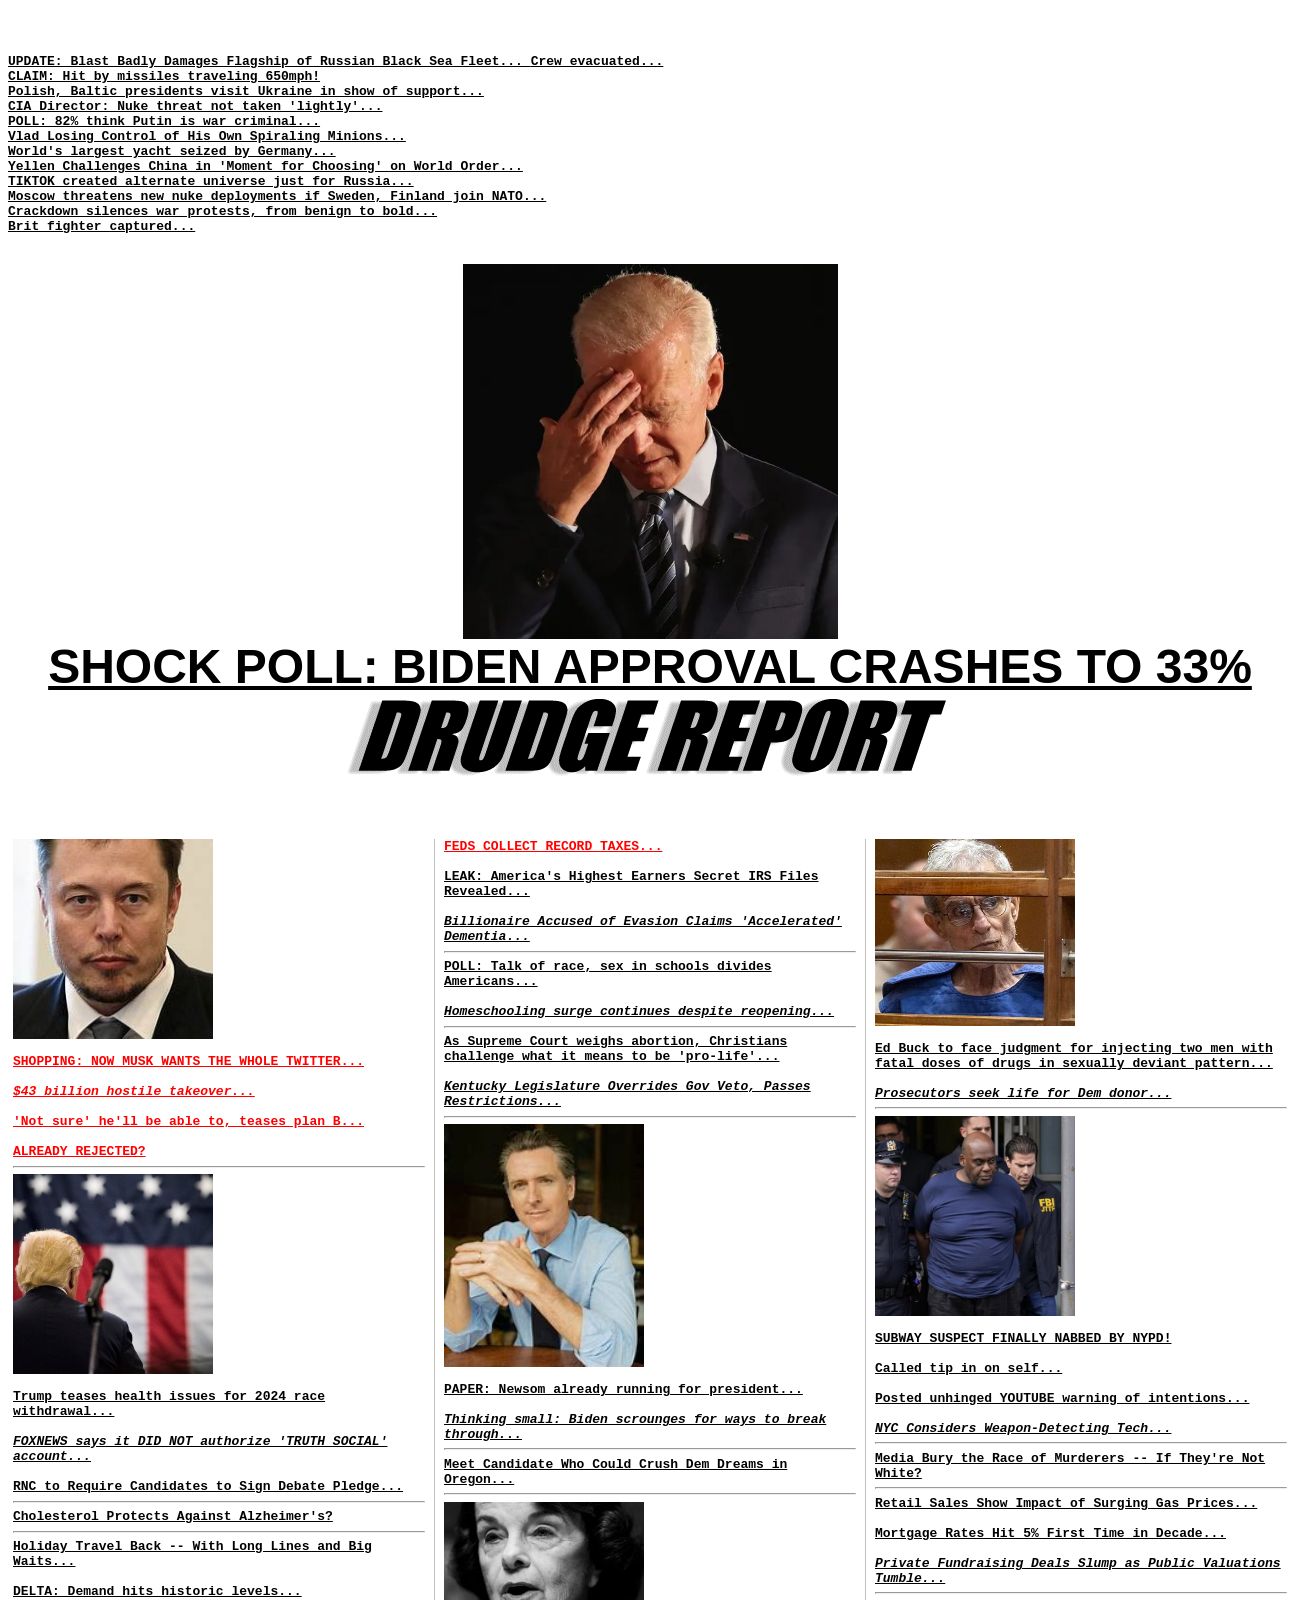 UPDATE: Blast Badly Damages Flagship of Russian Black Sea Fleet... Crew evacuated...
CLAIM: Hit by missiles traveling 650mph!
Polish, Baltic presidents visit Ukraine in show of support...
CIA Director: Nuke threat not taken 'lightly'...
POLL: 82% think Putin is war criminal...
Vlad Losing Control of His Own Spiraling Minions...
World's largest yacht seized by Germany...
Yellen Challenges China in 'Moment for Choosing' on World Order...
TIKTOK created alternate universe just for Russia...
Moscow threatens new nuke deployments if Sweden, Finland join NATO...
Crackdown silences war protests, from benign to bold...
Brit fighter captured...
SHOCK POLL: BIDEN APPROVAL CRASHES TO 33%
DRUDGE REPORT
SHOPPING: NOW MUSK WANTS THE WHOLE TWITTER...
$43 billion hostile takeover...
'Not sure' he'll be able to, teases plan B...
ALREADY REJECTED?
Trump teases health issues for 2024 race
withdrawal...
FOXNEWS says it DID NOT authorize 'TRUTH SOCIAL'
account...
RNC to Require Candidates to Sign Debate Pledge...
Cholesterol Protects Against Alzheimer's?
Holiday Travel Back -- With Long Lines and Big
Waits...
DELTA: Demand hits historic levels...
FEDS COLLECT RECORD TAXES...
LEAK: America's Highest Earners Secret IRS Files
Revealed...
Billionaire Accused of Evasion Claims 'Accelerated'
Dementia...
POLL: Talk of race, sex in schools divides
Americans...
Homeschooling surge continues despite reopening...
As Supreme Court weighs abortion, Christians
challenge what it means to be 'pro-life'...
Kentucky Legislature Overrides Gov Veto, Passes
Restrictions...
PAPER: Newsom already running for president...
Thinking small: Biden scrounges for ways to break
through...
Meet Candidate Who Could Crush Dem Dreams in
Oregon...
Ed Buck to face judgment for injecting two men with
fatal doses of drugs in sexually deviant pattern...
Prosecutors seek life for Dem donor...
FBI
JTTF
SUBWAY SUSPECT FINALLY NABBED BY NYPD!
Called tip in on self...
Posted unhinged YOUTUBE warning of intentions...
NYC Considers Weapon-Detecting Tech...
Media Bury the Race of Murderers -- If They're Not
White?
Retail Sales Show Impact of Surging Gas Prices...
Mortgage Rates Hit 5% First Time in Decade...
Private Fundraising Deals Slump as Public Valuations
Tumble...